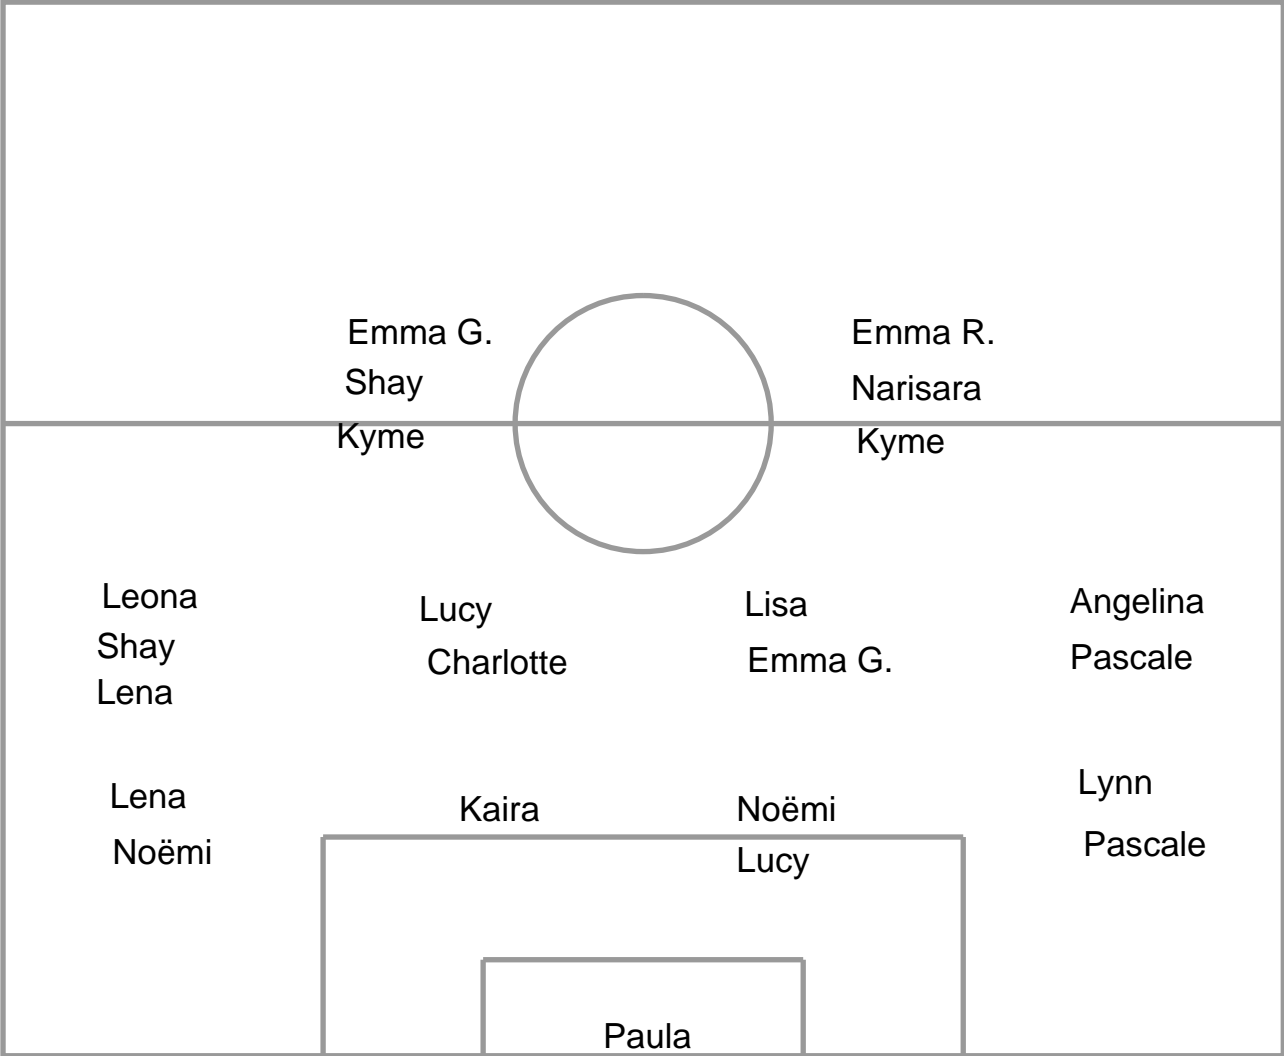 Emma G.
Emma R.
Shay
Narisara
Kyme
Kyme
Leona
Lucy
Lisa
Angelina
Shay
Charlotte
Emma G.
Pascale
Lena
Lena
Kaira
Noëmi
Lynn
Noëmi
Lucy
Pascale
Paula